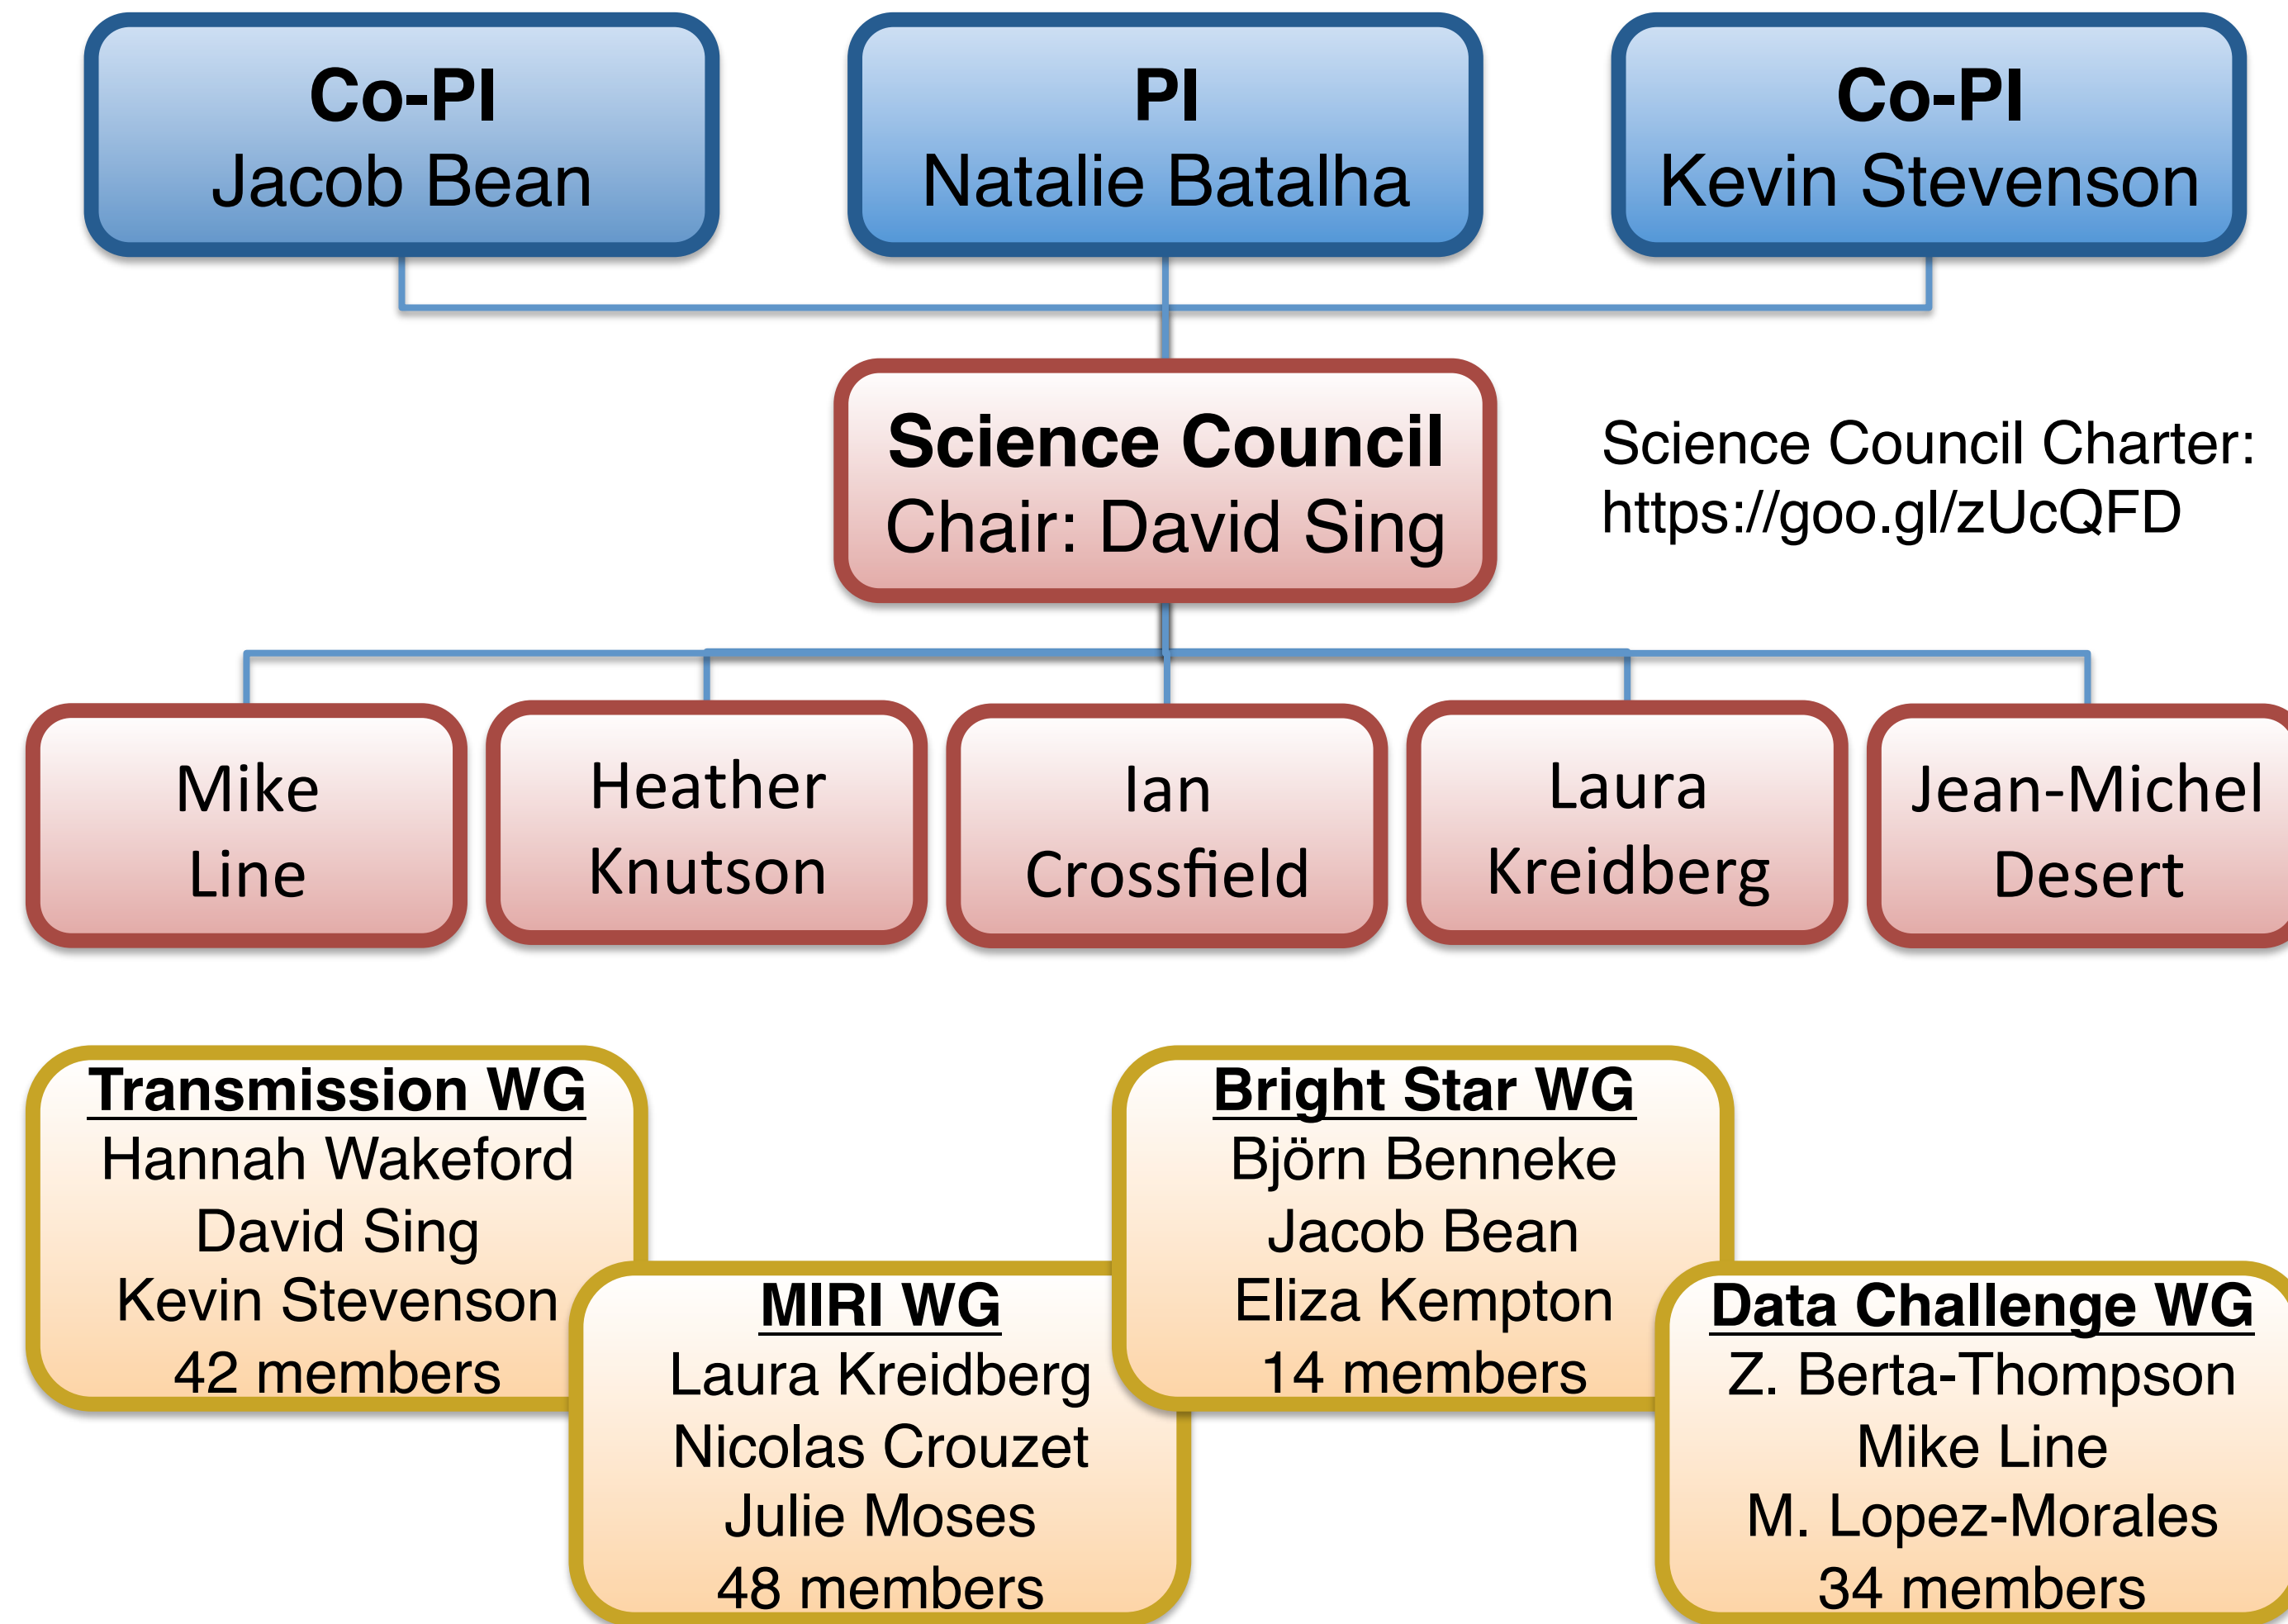 Co-PI
Jacob Bean
PI
Natalie Batalha
Co-PI
Kevin Stevenson
Science Council
Chair: David Sing
Science Council Charter:
https://goo.gl/zUcQFD
Mike
Line
Heather
Knutson
Ian
Crossfield
Laura
Kreidberg
Jean-Michel
Desert
Transmission WG
Hannah Wakeford
David Sing
Kevin Stevenson
42 members
MIRI WG
Laura Kreidberg
Nicolas Crouzet
Julie Moses
48 members
Bright Star WG
Björn Benneke
Jacob Bean
Eliza Kempton
14 members
Data Challenge WG
Z. Berta-Thompson
Mike Line
M. Lopez-Morales
34 members